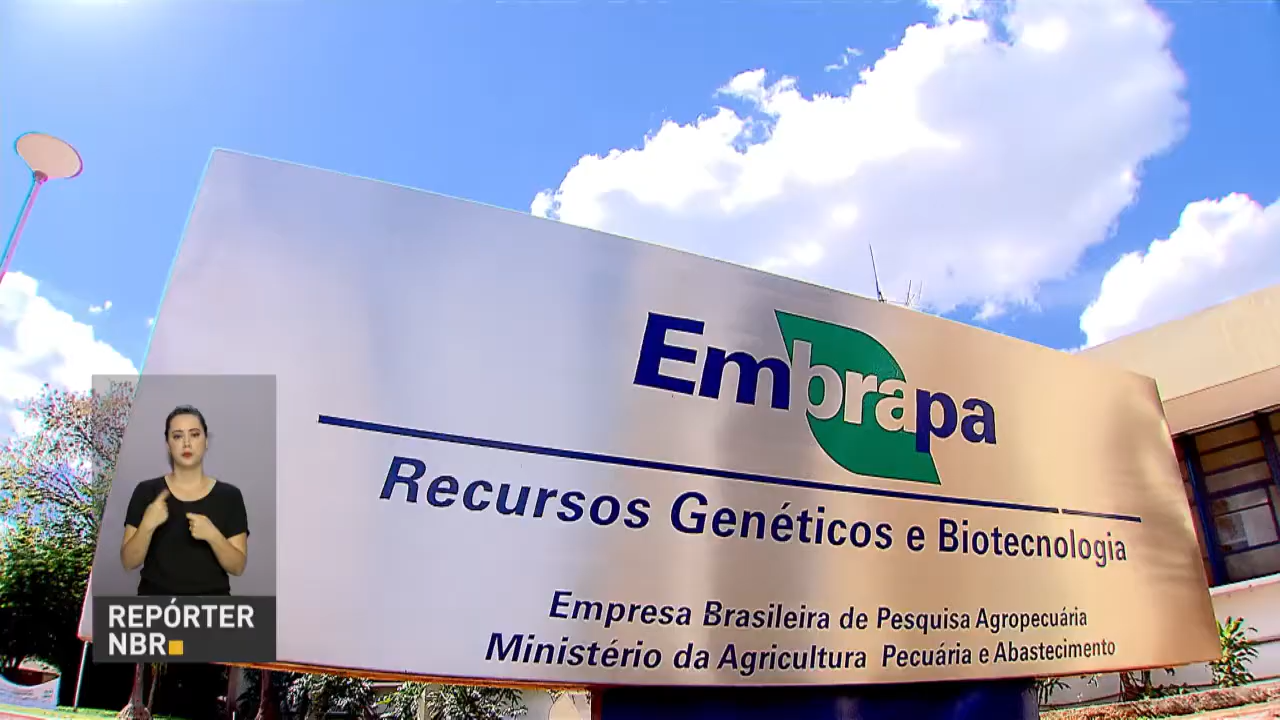 Embrapa
Recursos Genéticos e Biotecnologia
Empresa Brasileira de Pesquisa Agropecuária
Ministério da Agricultura Pecuária e Abastecimento
REPÓRTER
NBR